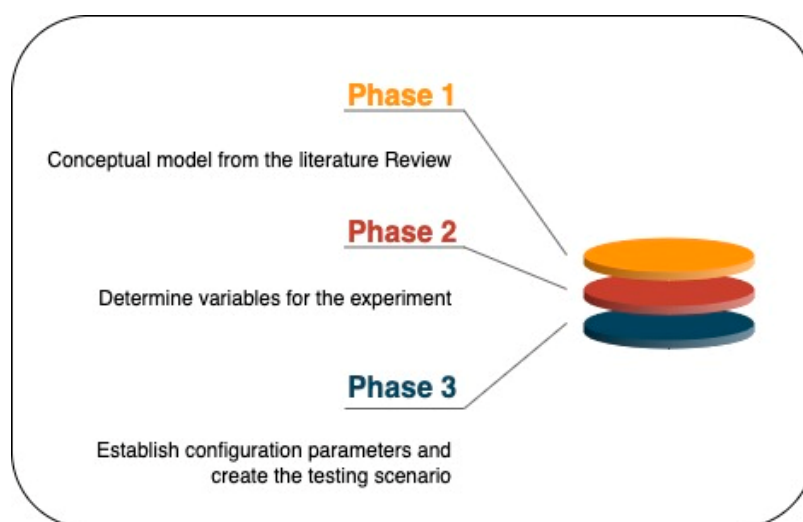 Phase 1
Conceptual model from the literature Review
Phase 2
Determine variables for the experiment
Phase 3
Establish configuration parameters and
create the testing scenario